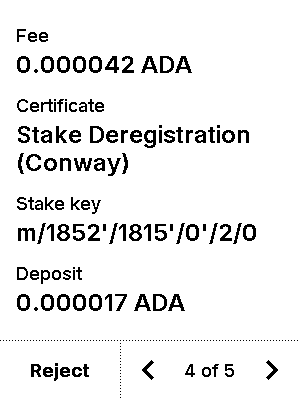 Fee
0.000042 ADA
Certificate
Stake Deregistration
(Conway)
Stake key
m/1852'/1815'/0'/2/0
Deposit
0.000017 ADA
Reject
4 of 5